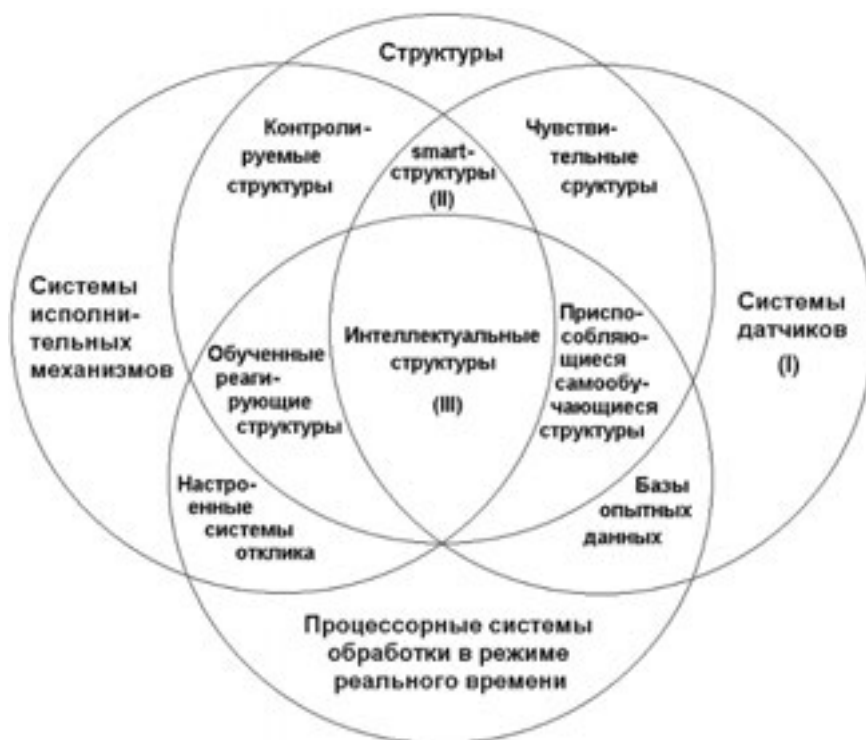 Структуры
Контроли-
руемые
структуры
smart-
структуры
(II)
Чувстви-
тельные
сруктуры
Системы
исполни-
тельных
механизмов
Обученные
реаги-
рующие
структуры
Интеллектуальные
структуры
(III)
Приспо-
собляю-
щиеся
самообу-
чающиеся
структуры
Системы
датчиков
(I)
Настро-
енные
системы
отклика
Базы
опытных
данных
Процессорные системы
обработки в режиме
реального времени